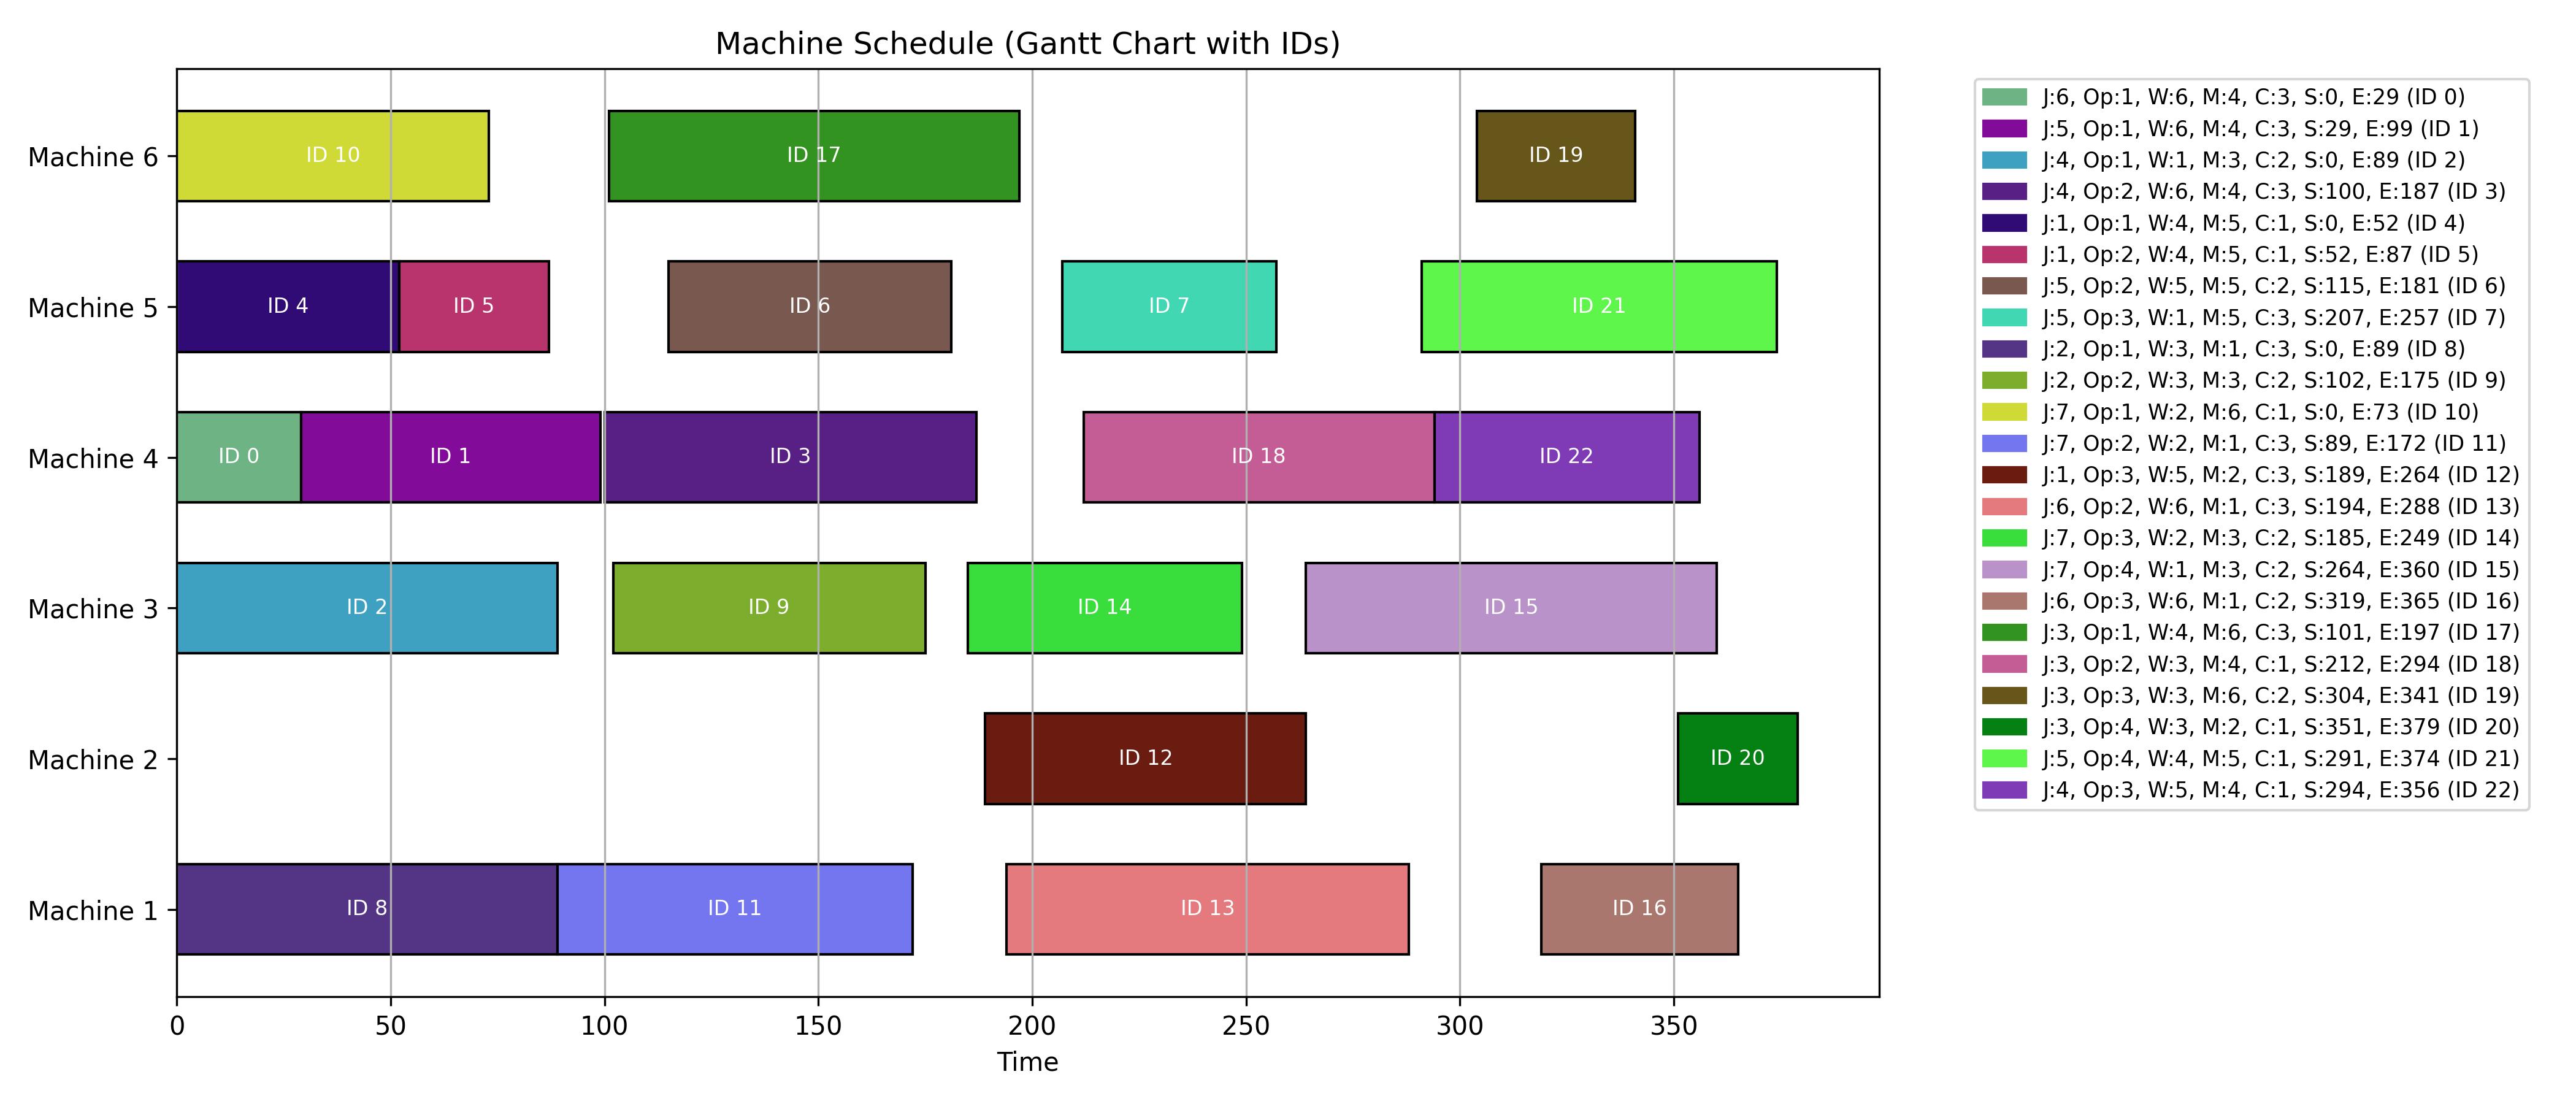 Machine Schedule (Gantt Chart with IDs)
Machine 6
ID 10
ID 17
ID 19
Machine 5
ID 4
ID 5
ID 6
ID 7
ID 21
Machine 4
ID 0
ID 1
ID 3
ID 18
ID 22
Machine 3
ID 2
ID 9
ID 14
ID 15
Machine 2
ID 12
ID 20
Machine 1
ID 8
ID 11
ID 13
ID 16
0
50
100
150
200
250
300
350
Time
J:6, Op:1, W:6, M:4, C:3, S:0, E:29 (ID 0)
J:5, Op:1, W:6, M:4, C:3, S:29, E:99 (ID 1)
J:4, Op:1, W:1, M:3, C:2, S:0, E:89 (ID 2)
J:4, Op:2, W:6, M:4, C:3, S:100, E:187 (ID 3)
J:1, Op:1, W:4, M:5, C:1, S:0, E:52 (ID 4)
J:1, Op:2, W:4, M:5, C:1, S:52, E:87 (ID 5)
J:5, Op:2, W:5, M:5, C:2, S:115, E:181 (ID 6)
J:5, Op:3, W:1, M:5, C:3, S:207, E:257 (ID 7)
J:2, Op:1, W:3, M:1, C:3, S:0, E:89 (ID 8)
J:2, Op:2, W:3, M:3, C:2, S:102, E:175 (ID 9)
J:7, Op:1, W:2, M:6, C:1, S:0, E:73 (ID 10)
J:7, Op:2, W:2, M:1, C:3, S:89, E:172 (ID 11)
J:1, Op:3, W:5, M:2, C:3, S:189, E:264 (ID 12)
J:6, Op:2, W:6, M:1, C:3, S:194, E:288 (ID 13)
J:7, Op:3, W:2, M:3, C:2, S:185, E:249 (ID 14)
J:7, Op:4, W:1, M:3, C:2, S:264, E:360 (ID 15)
J:6, Op:3, W:6, M:1, C:2, S:319, E:365 (ID 16)
J:3, Op:1, W:4, M:6, C:3, S:101, E:197 (ID 17)
J:3, Op:2, W:3, M:4, C:1, S:212, E:294 (ID 18)
J:3, Op:3, W:3, M:6, C:2, S:304, E:341 (ID 19)
J:3, Op:4, W:3, M:2, C:1, S:351, E:379 (ID 20)
J:5, Op:4, W:4, M:5, C:1, S:291, E:374 (ID 21)
J:4, Op:3, W:5, M:4, C:1, S:294, E:356 (ID 22)